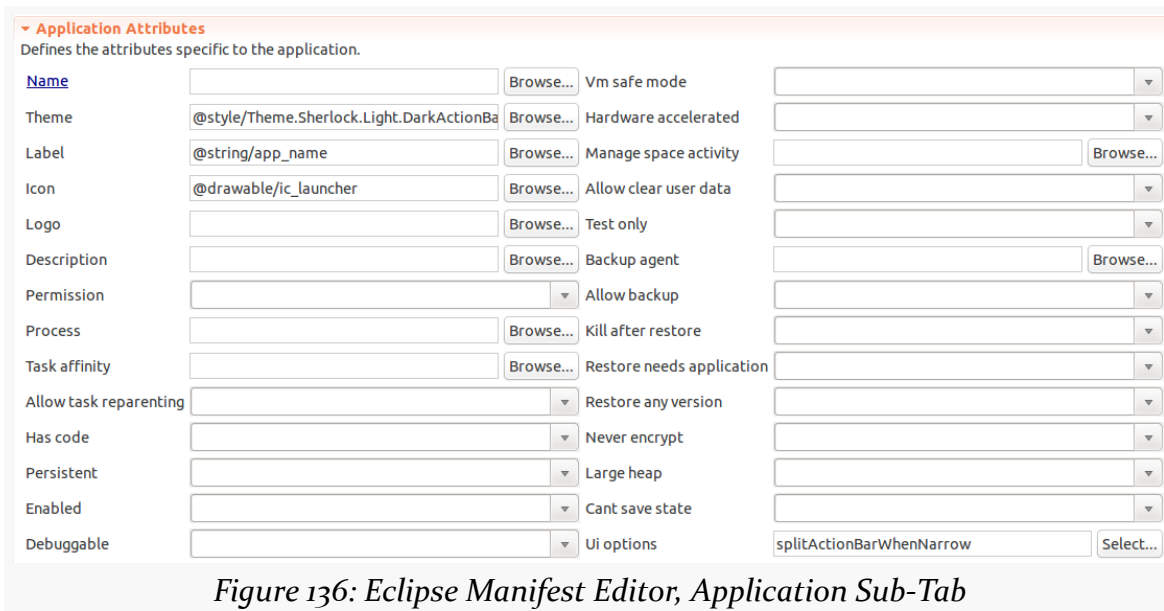 Application Attributes
Defines the attributes specific to the application.
Name Browse... Vm safe mode
Theme @style/Theme.Sherlock.Light.DarkActionBa Browse... Hardware accelerated
Label @string/app_name Browse... Manage space activity Browse...
Icon @drawable/ic_launcher Browse... Allow clear user data
Logo Browse... Test only
Description Browse... Backup agent Browse...
Permission Allow backup
Process Browse... Kill after restore
Task affinity Browse... Restore needs application
Allow task reparenting Restore any version
Has code Never encrypt
Persistent Large heap
Enabled Cant save state
Debuggable Ui options splitActionBarWhenNarrow Select...
Figure 136: Eclipse Manifest Editor, Application Sub-Tab